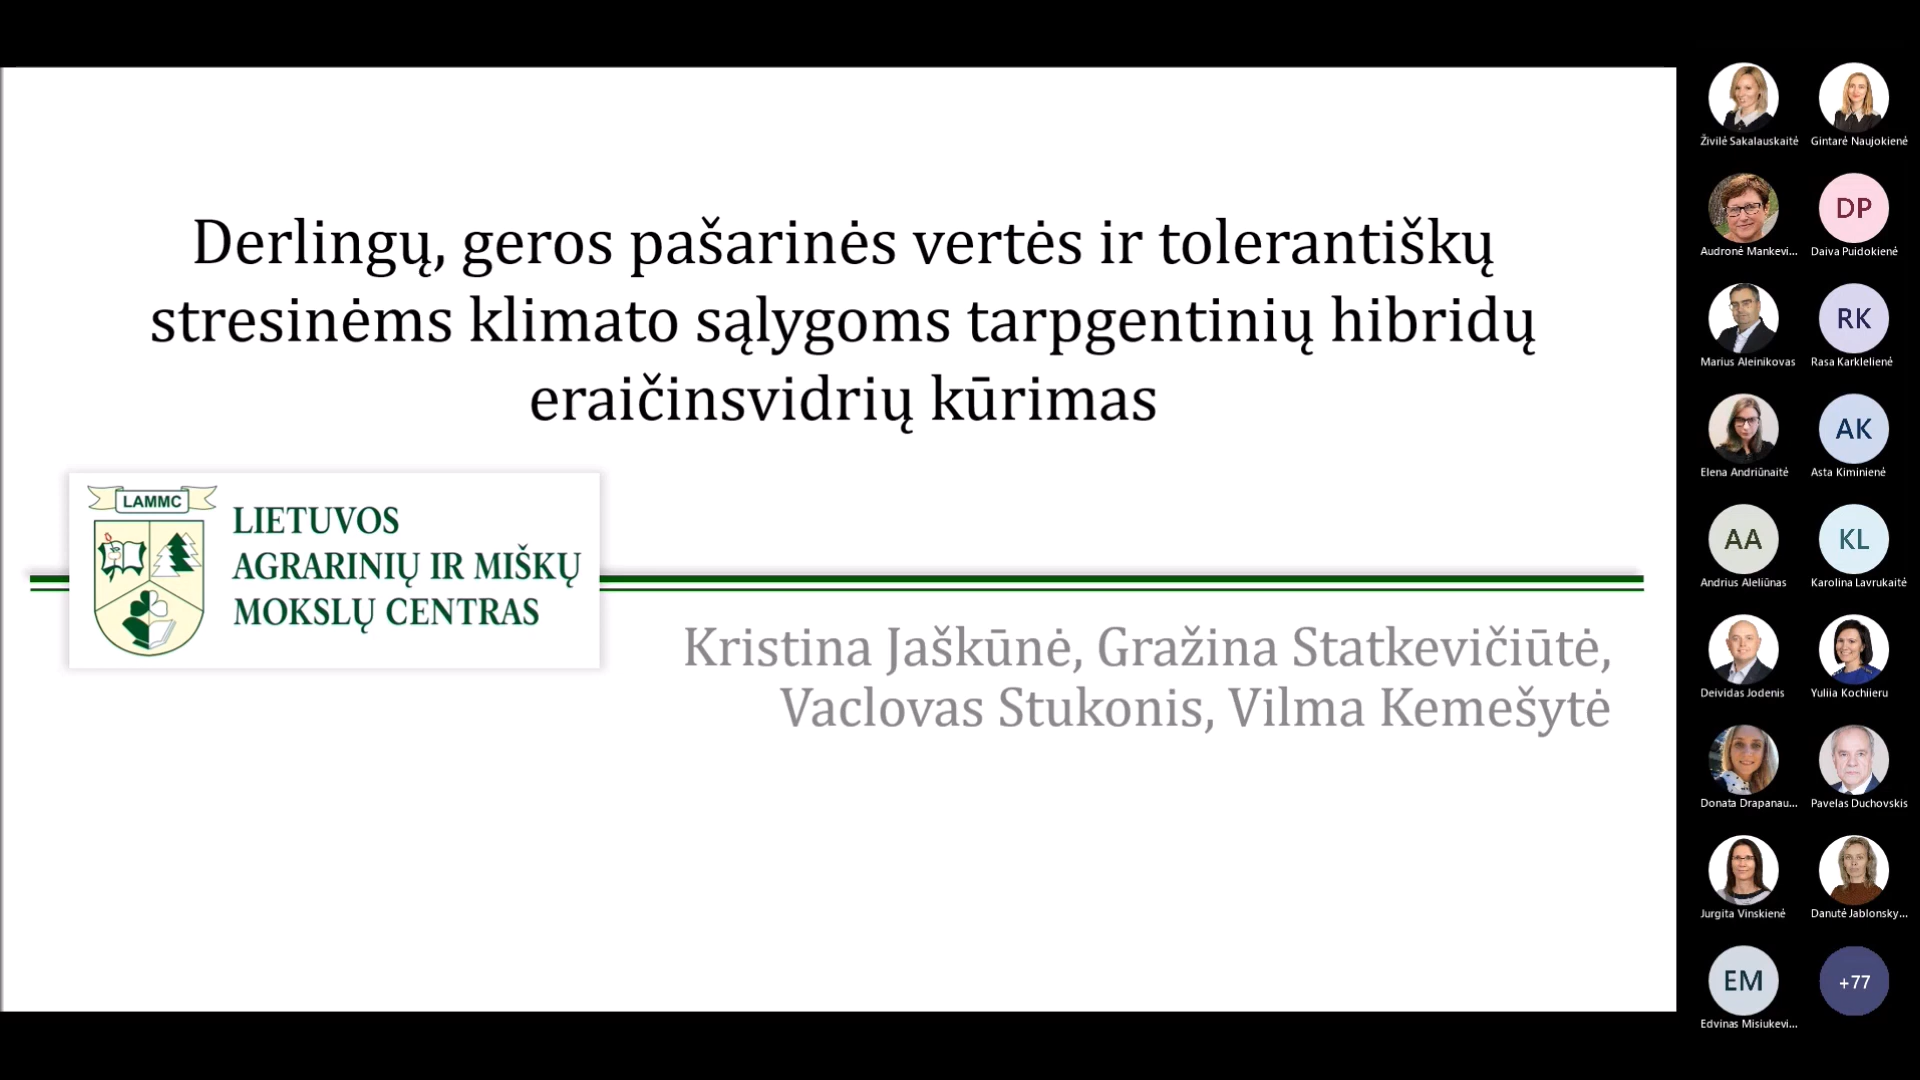 Derlingų, geros pašarinės vertės ir tolerantiškų
stresinėms klimato sąlygoms tarpgentinių hibridų
eraičinsvidrių kūrimas
LAMMC
LIETUVOS
AGRARINIŲ IR MIŠKŲ
MOKSLŲ CENTRAS
Kristina Jaškūnė, Gražina Statkevičiūtė,
Vaclovas Stukonis, Vilma Kemešytė
Živilė Sakalauskaitė
Gintarė Naujokienė
Audronė Mankevi...
DP
Daiva Puidokienė
Marius Aleinikovas
RK
Rasa Karklelienė
Elena Andriūnaitė
AK
Asta Kiminienė
AA
Andrius Aleliūnas
KL
Karolina Lavrukaitė
Deividas Jodenis
Yuliia Kochiieru
Donata Drapanau...
Pavelas Duchovskis
Jurgita Vinskienė
Danutė Jablonsky...
EM
Edvinas Misiukevi...
+77